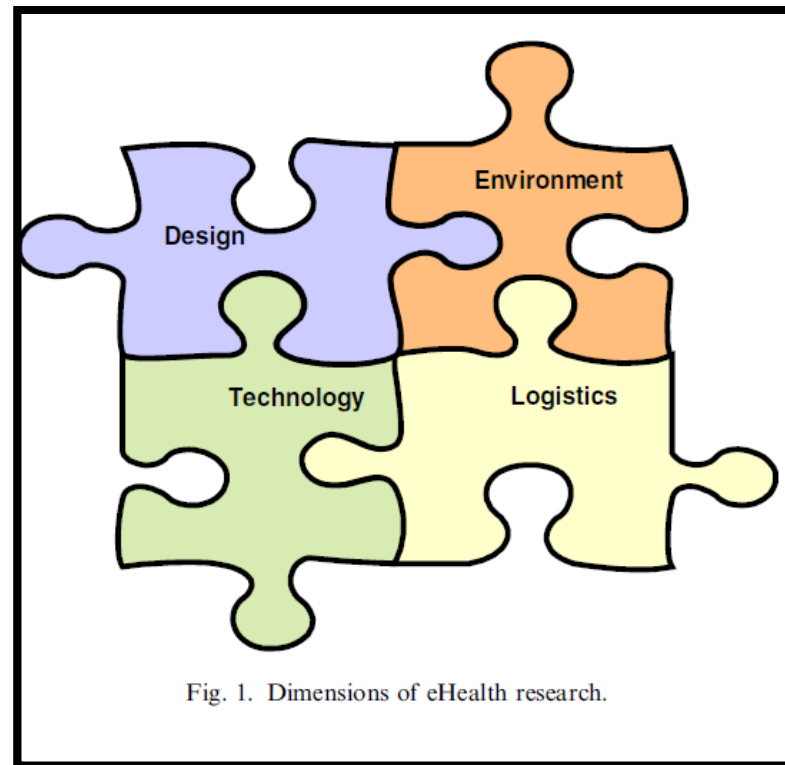 Environment
Design
Technology
Logistics
Fig. 1. Dimensions of eHealth research.